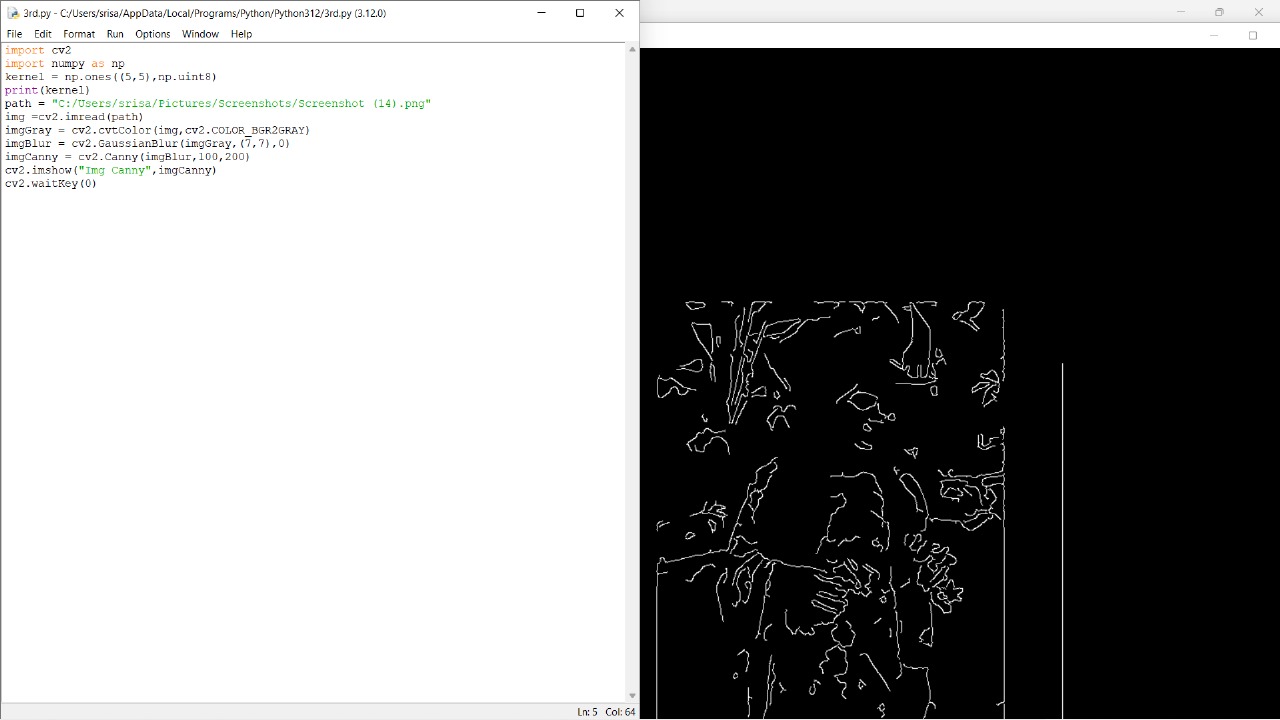 3rd.py - C:/Users/srisa/AppData/Local/Programs/Python/Python312/3rd.py (3.12.0)
File Edit Format Run Options Window Help
import cv2
import numpy as np
kernel = np.ones((5,5),np.uint8)
print(kernel)
path = "C:/Users/srisa/Pictures/Screenshots/Screenshot (14).png"
img =cv2.imread(path)
imgGray = cv2.cvtColor(img,cv2.COLOR_BGR2GRAY)
imgBlur = cv2.GaussianBlur(imgGray,(7,7),0)
imgCanny = cv2.Canny(imgBlur,100,200)
cv2.imshow("Img Canny",imgCanny)
cv2.waitKey(0)
Ln: 5 Col: 64